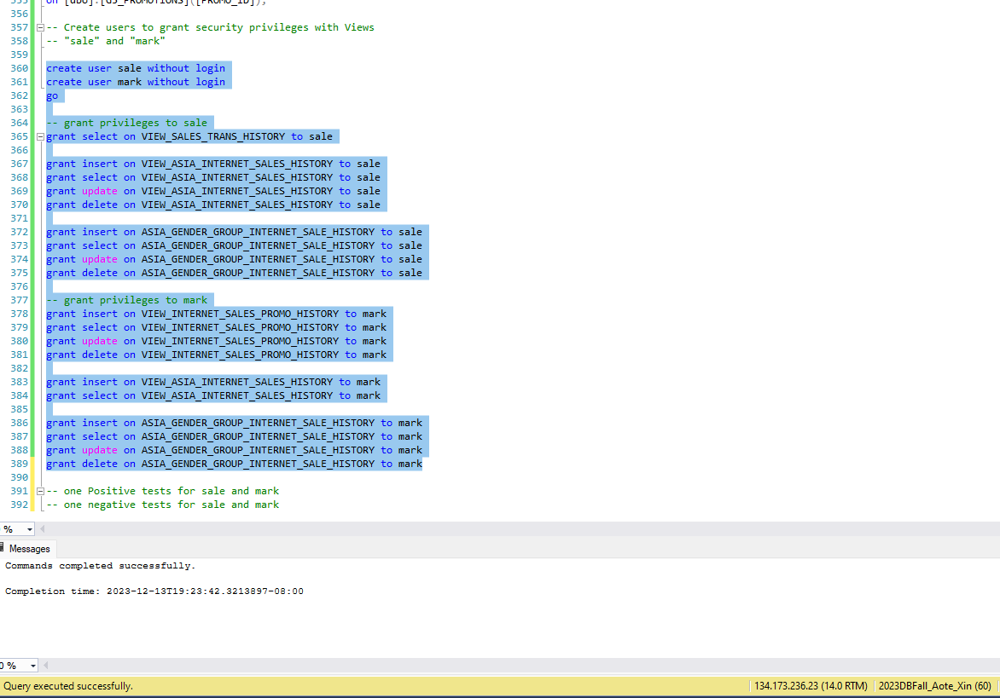 355 on [dbo].[G5_PROMOTIONS]([PROMO_ID]);
356
357 -- Create users to grant security privileges with Views
358 -- "sale" and "mark"
359
360 create user sale without login
361 create user mark without login
362 go
363
364 -- grant privileges to sale
365 grant select on VIEW_SALES_TRANS_HISTORY to sale
366
367 grant insert on VIEW_ASIA_INTERNET_SALES_HISTORY to sale
368 grant select on VIEW_ASIA_INTERNET_SALES_HISTORY to sale
369 grant update on VIEW_ASIA_INTERNET_SALES_HISTORY to sale
370 grant delete on VIEW_ASIA_INTERNET_SALES_HISTORY to sale
371
372 grant insert on ASIA_GENDER_GROUP_INTERNET_SALE_HISTORY to sale
373 grant select on ASIA_GENDER_GROUP_INTERNET_SALE_HISTORY to sale
374 grant update on ASIA_GENDER_GROUP_INTERNET_SALE_HISTORY to sale
375 grant delete on ASIA_GENDER_GROUP_INTERNET_SALE_HISTORY to sale
376
377 -- grant privileges to mark
378 grant insert on VIEW_INTERNET_SALES_PROMO_HISTORY to mark
379 grant select on VIEW_INTERNET_SALES_PROMO_HISTORY to mark
380 grant update on VIEW_INTERNET_SALES_PROMO_HISTORY to mark
381 grant delete on VIEW_INTERNET_SALES_PROMO_HISTORY to mark
382
383 grant insert on VIEW_ASIA_INTERNET_SALES_HISTORY to mark
384 grant select on VIEW_ASIA_INTERNET_SALES_HISTORY to mark
385
386 grant insert on ASIA_GENDER_GROUP_INTERNET_SALE_HISTORY to mark
387 grant select on ASIA_GENDER_GROUP_INTERNET_SALE_HISTORY to mark
388 grant update on ASIA_GENDER_GROUP_INTERNET_SALE_HISTORY to mark
389 grant delete on ASIA_GENDER_GROUP_INTERNET_SALE_HISTORY to mark
390
391 -- one Positive tests for sale and mark
392 -- one negative tests for sale and mark
%
Messages
Commands completed successfully.
Completion time: 2023-12-13T19:23:42.3213897-08:00
0 %
Query executed successfully. 134.173.236.23 (14.0 RTM) 2023DBFall_Aote_Xin (60)